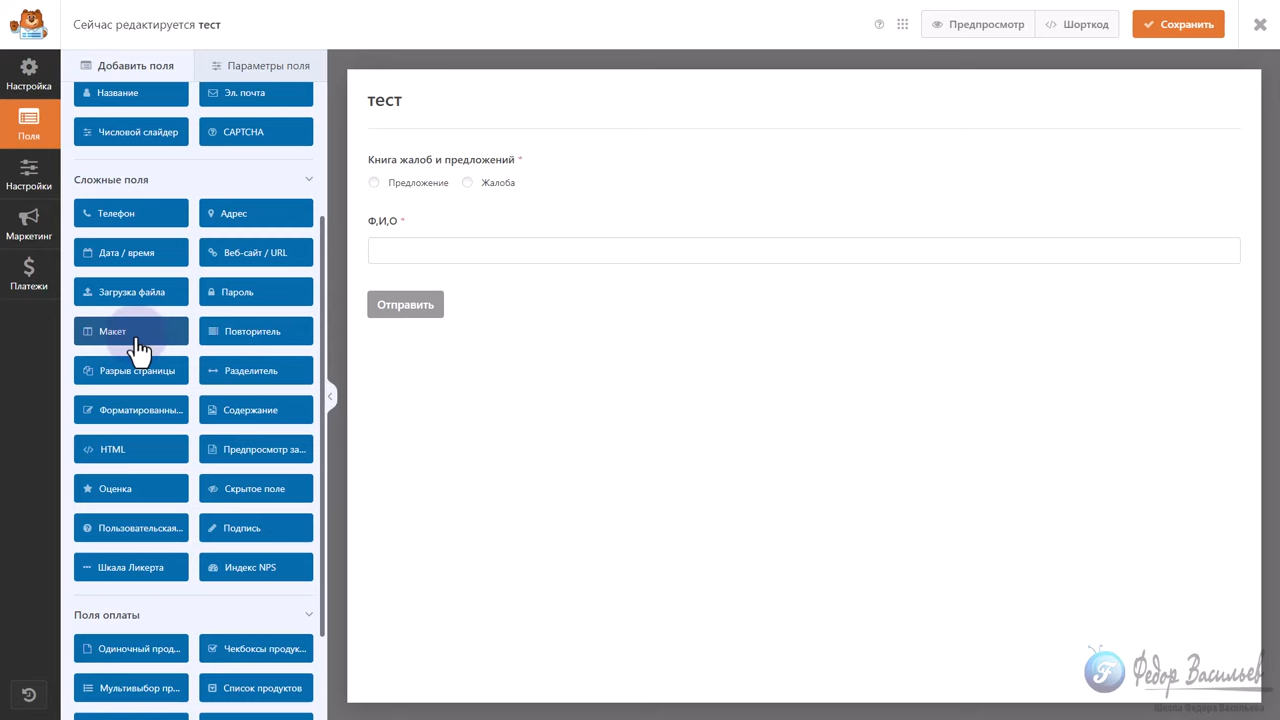 Сейчас редактируется тест
Предпросмотр
Шорткод
Сохранить
Настройка
Поля
Настройки
Маркетинг
Платежи
Добавить поля
Параметры поля
Название
Эл. почта
Числовой слайдер
CAPTCHA
Сложные поля
Телефон
Адрес
Дата / время
Веб-сайт / URL
Загрузка файла
Пароль
Макет
Повторитель
Разрыв страницы
Разделитель
Форматированны...
Содержание
HTML
Предпросмотр за...
Оценка
Скрытое поле
Пользовательская...
Подпись
Шкала Ликерта
Индекс NPS
Поля оплаты
Одиночный прод...
Чекбоксы продук...
Мультивыбор пр...
Список продуктов
тест
Книга жалоб и предложений *
Предложение Жалоба
Ф,И,О *
Отправить
Федор Васильев
Школа Федора Васильева